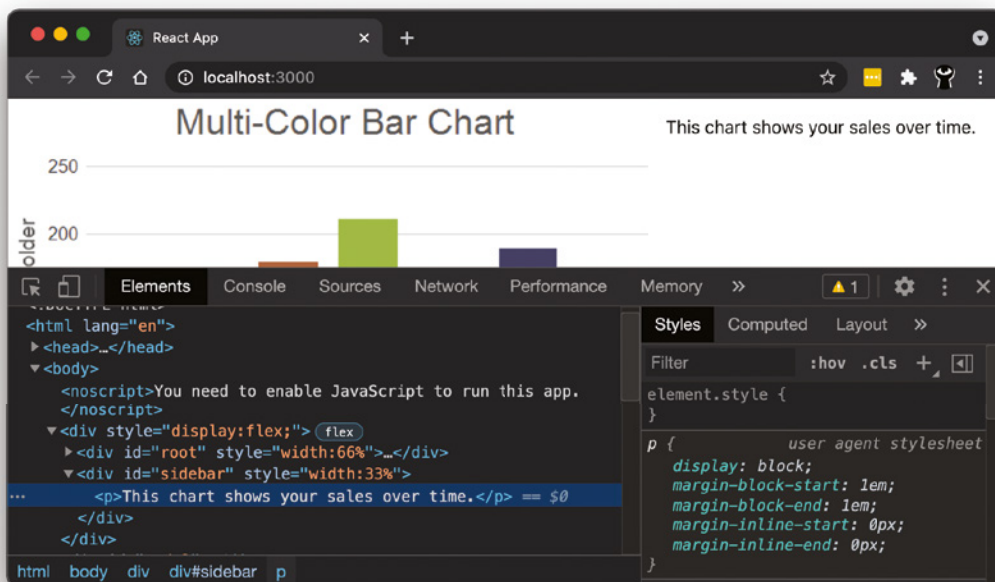 React App
localhost:3000
Multi-Color Bar Chart
This chart shows your sales over time.
250
200
older
Elements Console Sources Network Performance Memory » 1
<html lang="en">
<head>…</head>
<body>
<noscript>You need to enable JavaScript to run this app.
</noscript>
<div style="display:flex;"> flex
<div id="root" style="width:66%">…</div>
<div id="sidebar" style="width:33%">
<p>This chart shows your sales over time.</p> == $0
</div>
</div>
html body div div#sidebar p
Styles Computed Layout »
Filter :hov .cls +
element.style {
}
p { user agent stylesheet
display: block;
margin-block-start: 1em;
margin-block-end: 1em;
margin-inline-start: 0px;
margin-inline-end: 0px;
}